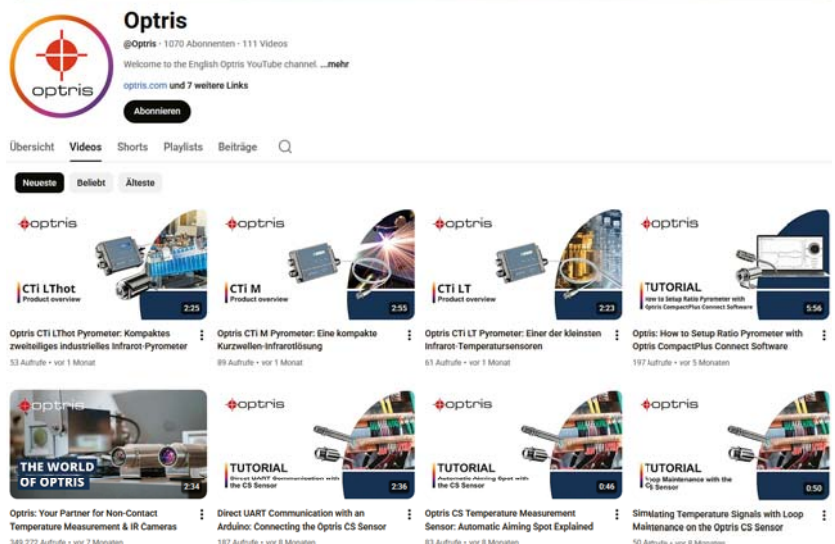 Optris
optris
@Optris · 1070 Abonnenten · 111 Videos
Welcome to the English Optris YouTube channel. ...mehr
optris.com und 7 weitere Links
Abonnieren
Übersicht Videos Shorts Playlists Beiträge
Neueste Beliebt Älteste
optris
CTi LThot
Product overview
2:25
optris
CTi M
Product overview
2:55
optris
CTi LT
Product overview
2:23
optris
TUTORIAL
How to Setup Ratio Pyrometer with
Optris CompactPlus Connect Software
5:56
Optris CTi LThot Pyrometer: Kompaktes
zweiteiliges industrielles Infrarot-Pyrometer
53 Aufrufe • vor 1 Monat
Optris CTi M Pyrometer: Eine kompakte
Kurzwellen-Infrarotlösung
89 Aufrufe • vor 1 Monat
Optris CTi LT Pyrometer: Einer der kleinsten
Infrarot-Temperatursensoren
61 Aufrufe • vor 1 Monat
Optris: How to Setup Ratio Pyrometer with
Optris CompactPlus Connect Software
197 Aufrufe • vor 5 Monaten
optris
THE WORLD
OF OPTRIS
2:34
optris
TUTORIAL
Direct UART Communication with
the CS Sensor
2:36
optris
TUTORIAL
Automatic Aiming Spot with
the CS Sensor
0:46
optris
TUTORIAL
Loop Maintenance with the
CS Sensor
0:50
Optris: Your Partner for Non-Contact
Temperature Measurement & IR Cameras
349.272 Aufrufe • vor 7 Monaten
Direct UART Communication with an
Arduino: Connecting the Optris CS Sensor
187 Aufrufe • vor 8 Monaten
Optris CS Temperature Measurement
Sensor: Automatic Aiming Spot Explained
83 Aufrufe • vor 8 Monaten
Simulating Temperature Signals with Loop
Maintenance on the Optris CS Sensor
50 Aufrufe • vor 8 Monaten